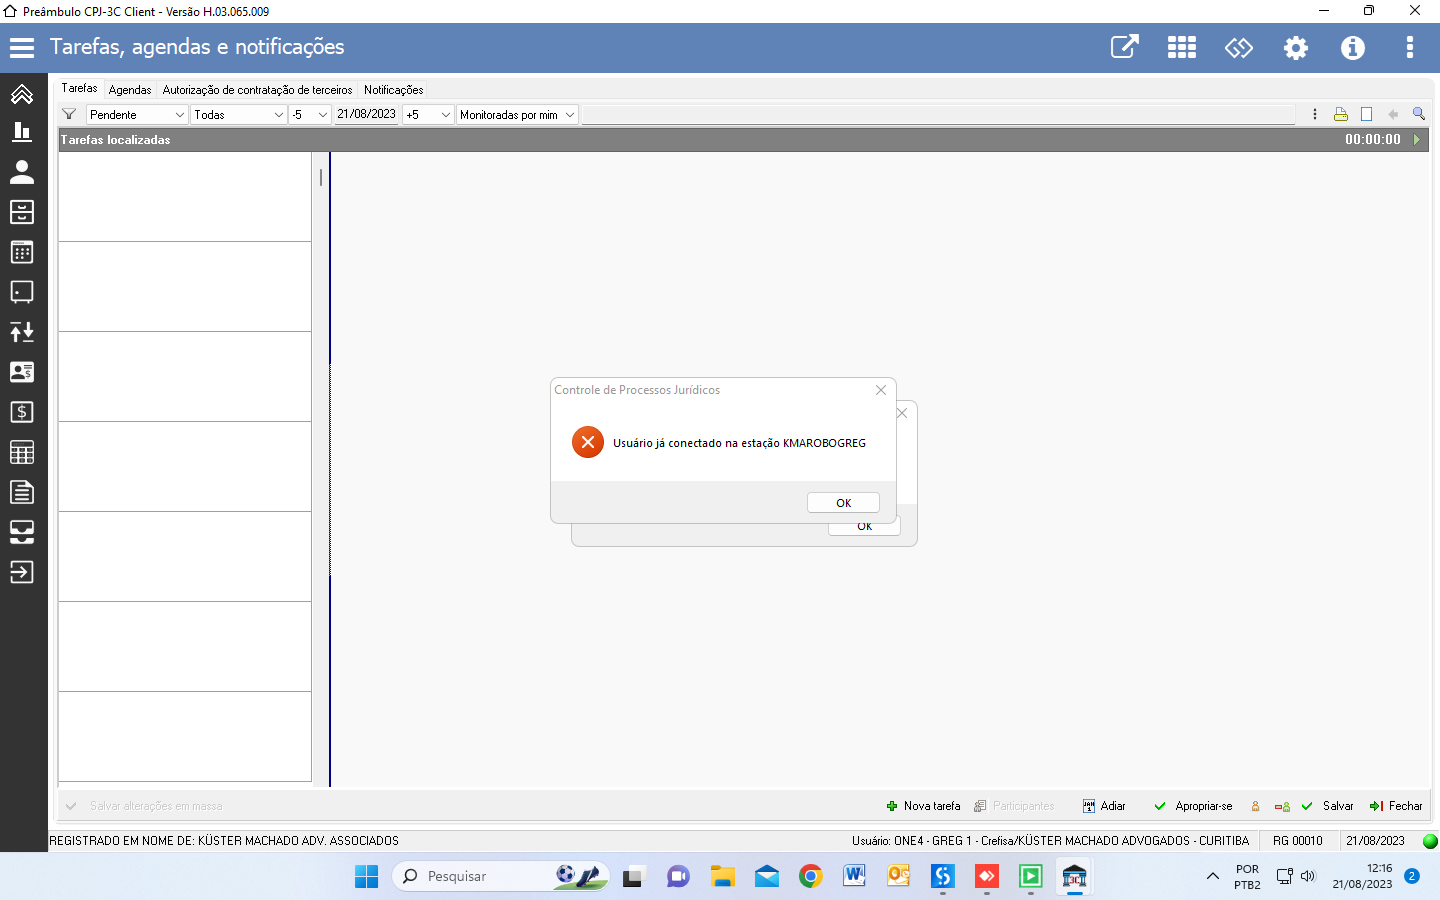 Preâmbulo CPJ-3C Client - Versão H.03.065.009
Tarefas, agendas e notificações
Tarefas Agendas Autorização de contratação de terceiros Notificações
Pendente Todas -5 21/08/2023 +5 Monitoradas por mim
Tarefas localizadas 00:00:00
Controle de Processos Jurídicos
Usuário já conectado na estação KMAROBOGREG
OK
OK
Salvar alterações em massa Nova tarefa Participantes Adiar Apropriar-se Salvar Fechar
REGISTRADO EM NOME DE: KÜSTER MACHADO ADV. ASSOCIADOS Usuário: ONE4 - GREG 1 - Crefisa/KÜSTER MACHADO ADVOGADOS - CURITIBA RG 00010 21/08/2023
Pesquisar
POR
PTB2
12:16
21/08/2023
2